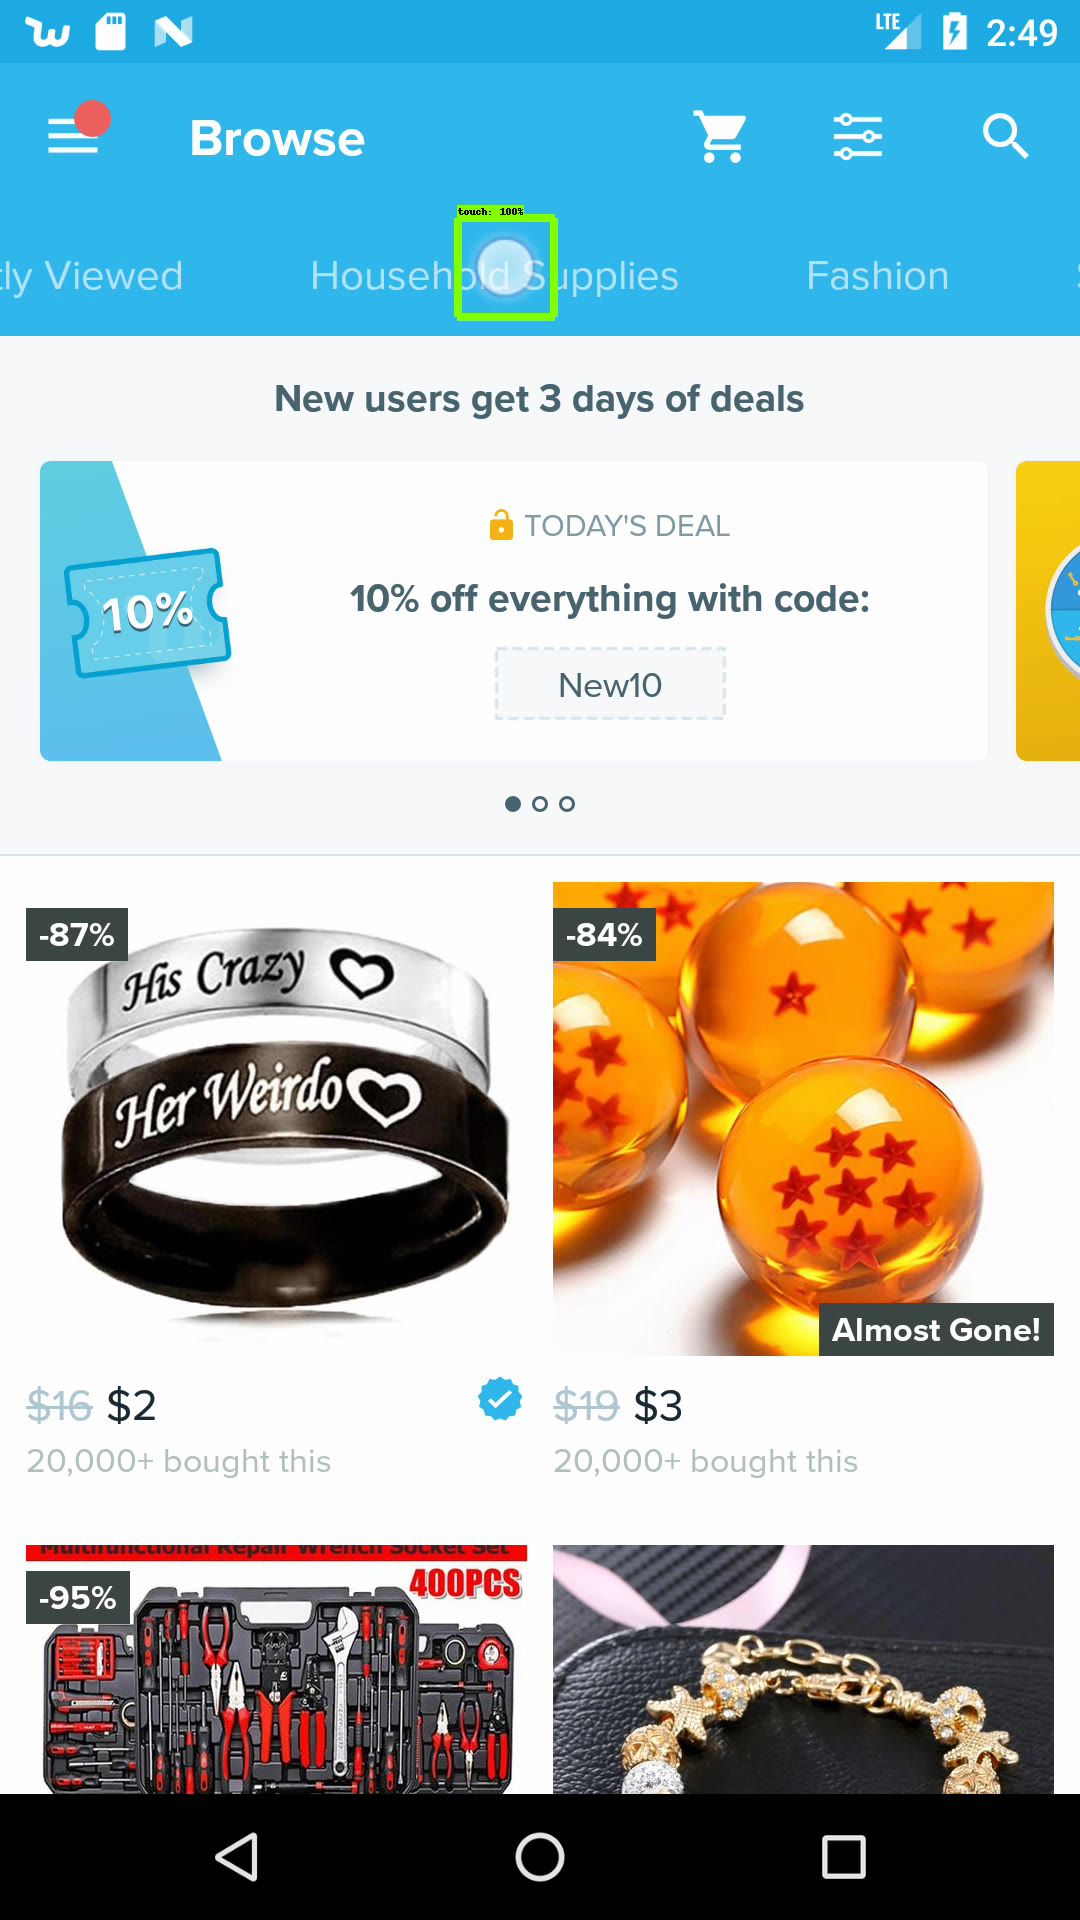 LTE 2:49
Browse
touch: 100%
tly Viewed Household Supplies Fashion
New users get 3 days of deals
TODAY'S DEAL
10%
10% off everything with code:
New10
-87%
His Crazy
Her Weirdo
-84%
Almost Gone!
$16 $2
20,000+ bought this
$19 $3
20,000+ bought this
Multifunctional Repair Wrench Socket Set
400PCS
-95%